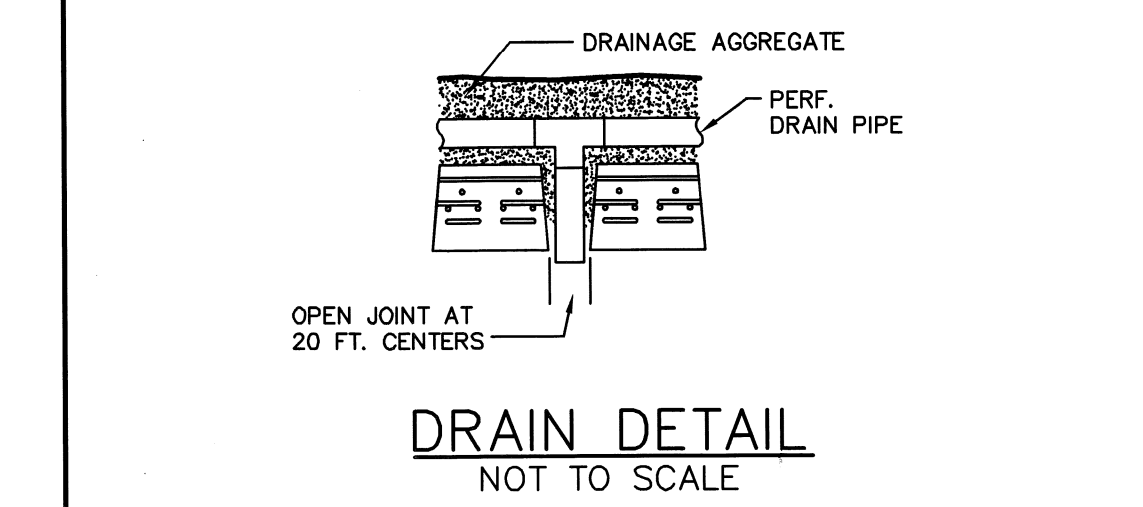 DRAINAGE AGGREGATE
PERF.
DRAIN PIPE
OPEN JOINT AT
20 FT. CENTERS
DRAIN DETAIL
NOT TO SCALE